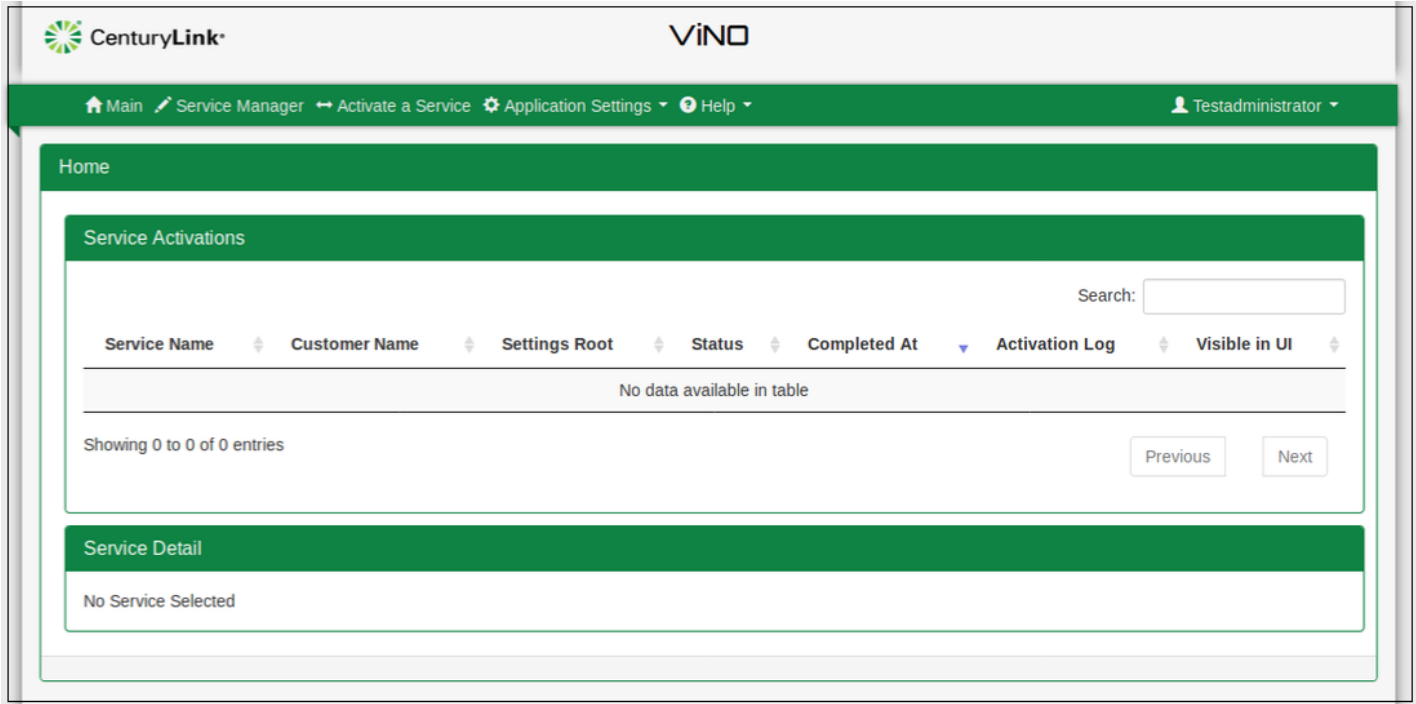 CenturyLink
ViNO
Main Service Manager Activate a Service Application Settings Help Testadministrator
Home
Service Activations
Search:
Service Name Customer Name Settings Root Status Completed At Activation Log Visible in UI
No data available in table
Showing 0 to 0 of 0 entries
Previous Next
Service Detail
No Service Selected